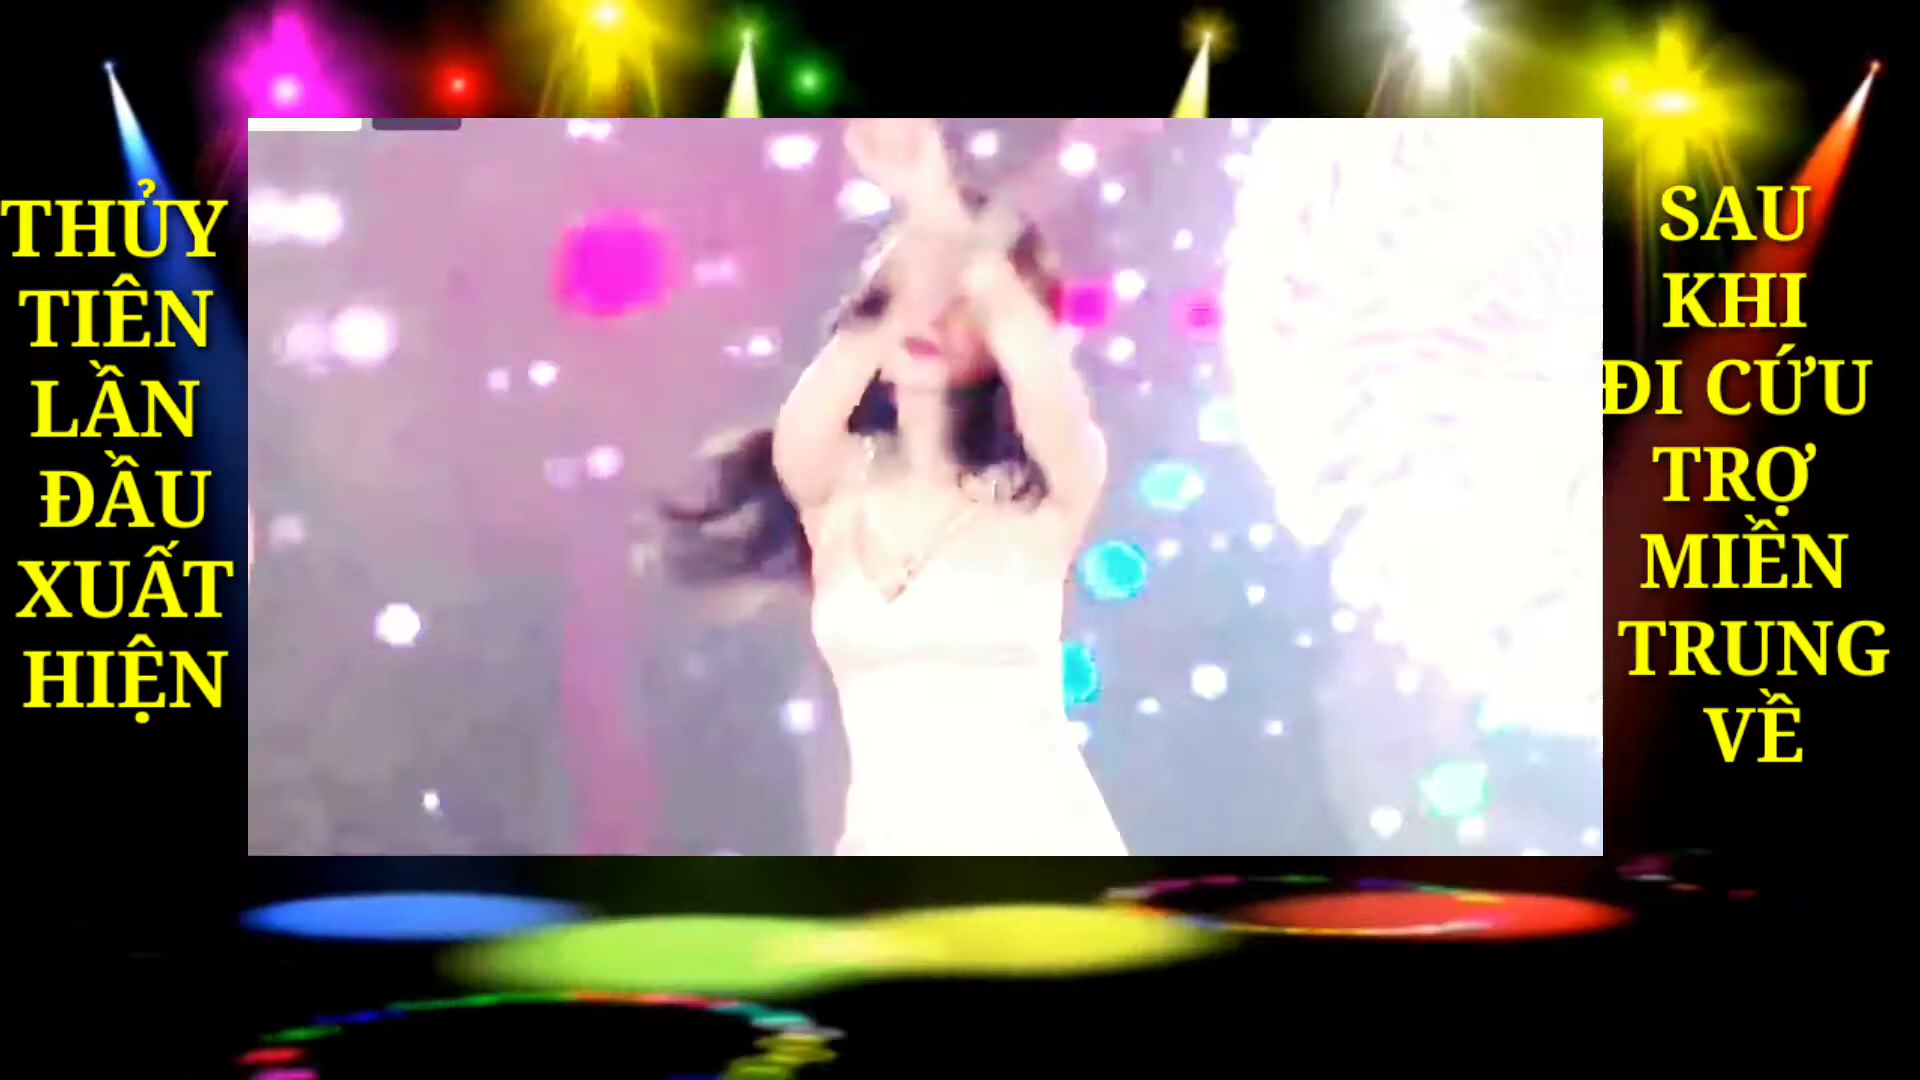 THỦY
TIÊN
LẦN
ĐẦU
XUẤT
HIỆN
SAU
KHI
ĐI CỨU
TRỢ
MIỀN
TRUNG
VỀ